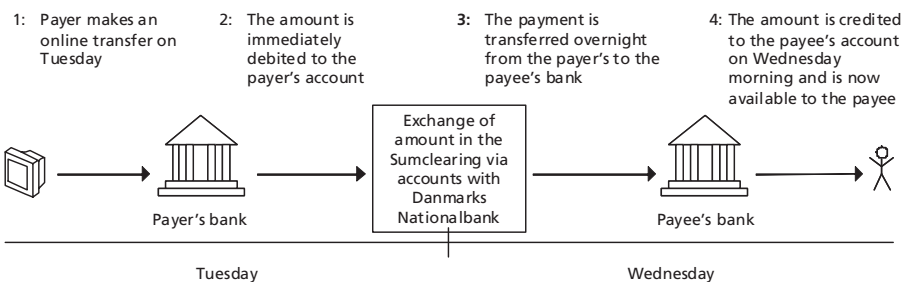 1: Payer makes an
online transfer on
Tuesday
2: The amount is
immediately
debited to the
payer's account
3: The payment is
transferred overnight
from the payer's to the
payee's bank
4: The amount is credited
to the payee's account
on Wednesday
morning and is now
available to the payee
Exchange of
amount in the
Sumclearing via
accounts with
Danmarks
Nationalbank
Payer's bank
Payee's bank
Tuesday
Wednesday